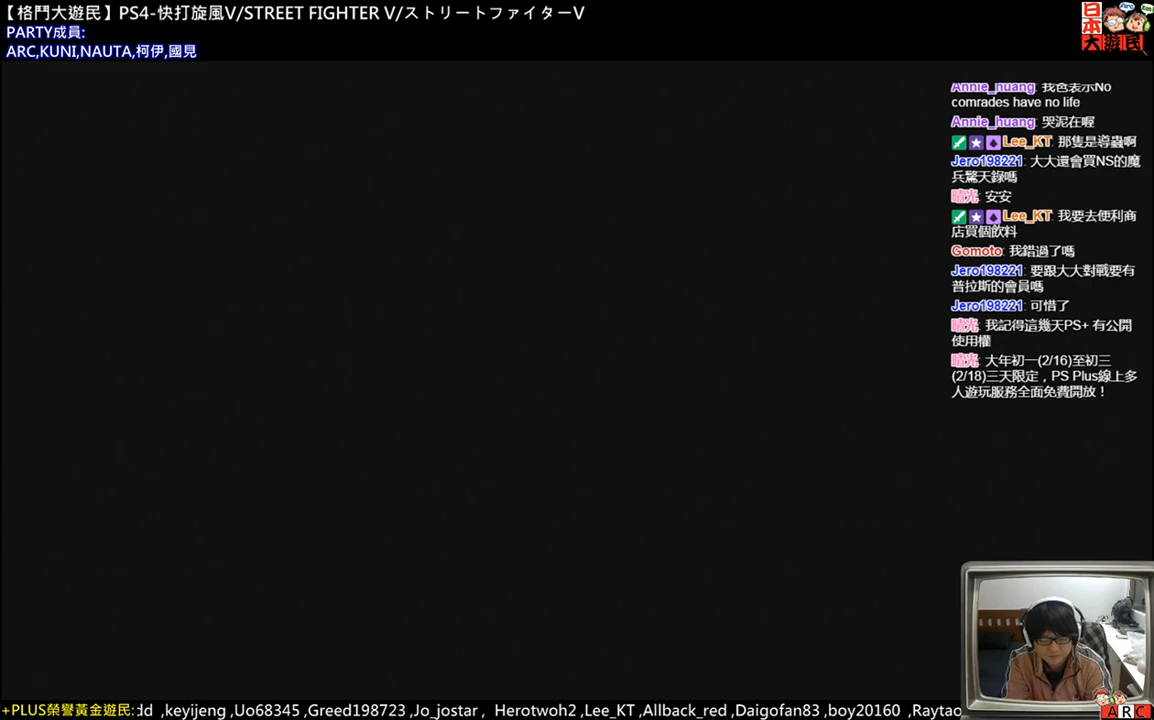 【格鬥大遊民】PS4-快打旋風V/STREET FIGHTER V/ストリートファイターV
PARTY成員:
ARC,KUNI,NAUTA,柯伊,國見
日本
大遊民
Annie_huang: 我也表示No
comrades have no life
Annie_huang: 哭泥在喔
Lee_KT: 那隻是導蟲啊
Jero198221: 大大還會買NS的魔
兵驚天錄嗎
晴光: 安安
Lee_KT: 我要去便利商
店買個飲料
Gomoto: 我錯過了嗎
Jero198221: 要跟大大對戰要有
普拉斯的會員嗎
Jero198221: 可惜了
晴光: 我記得這幾天PS+ 有公開
使用權
晴光: 大年初一(2/16)至初三
(2/18)三天限定，PS Plus線上多
人遊玩服務全面免費開放！
+PLUS榮譽黃金遊民: ,keyijeng ,Uo68345 ,Greed198723 ,Jo_jostar , Herotwoh2 ,Lee_KT ,Allback_red ,Daigofan83 ,boy20160 ,Raytao
ARC